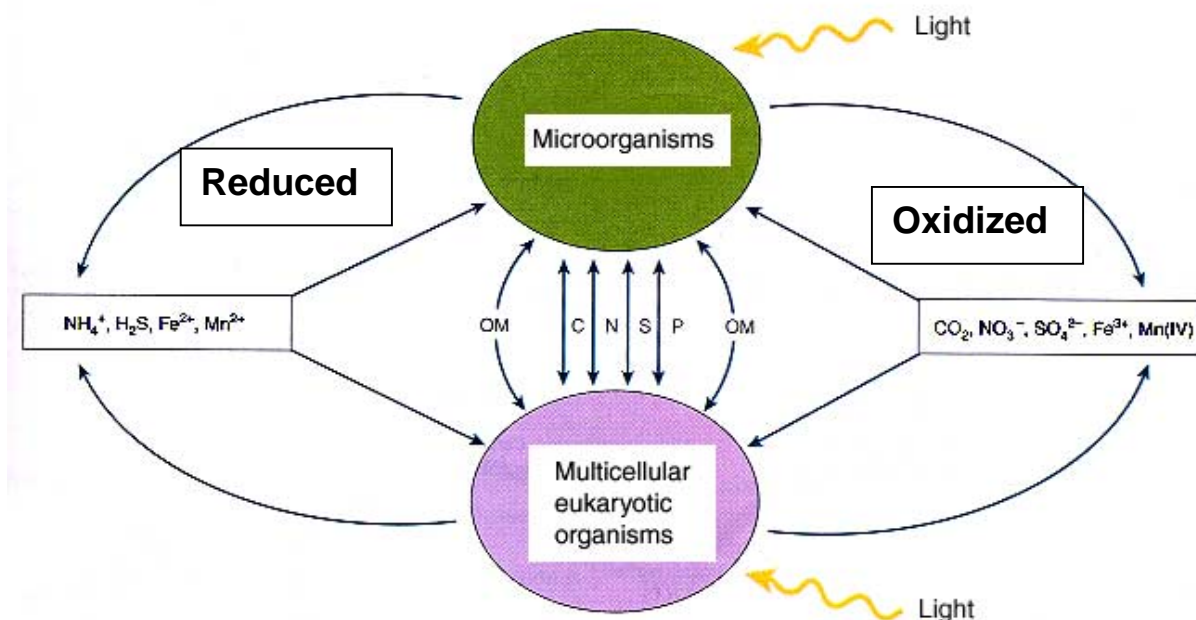 Light
Microorganisms
Reduced
Oxidized
NH₄⁺, H₂S, Fe²⁺, Mn²⁺
OM
C
N
S
P
OM
CO₂, NO₃⁻, SO₄²⁻, Fe³⁺, Mn(IV)
Multicellular
eukaryotic
organisms
Light